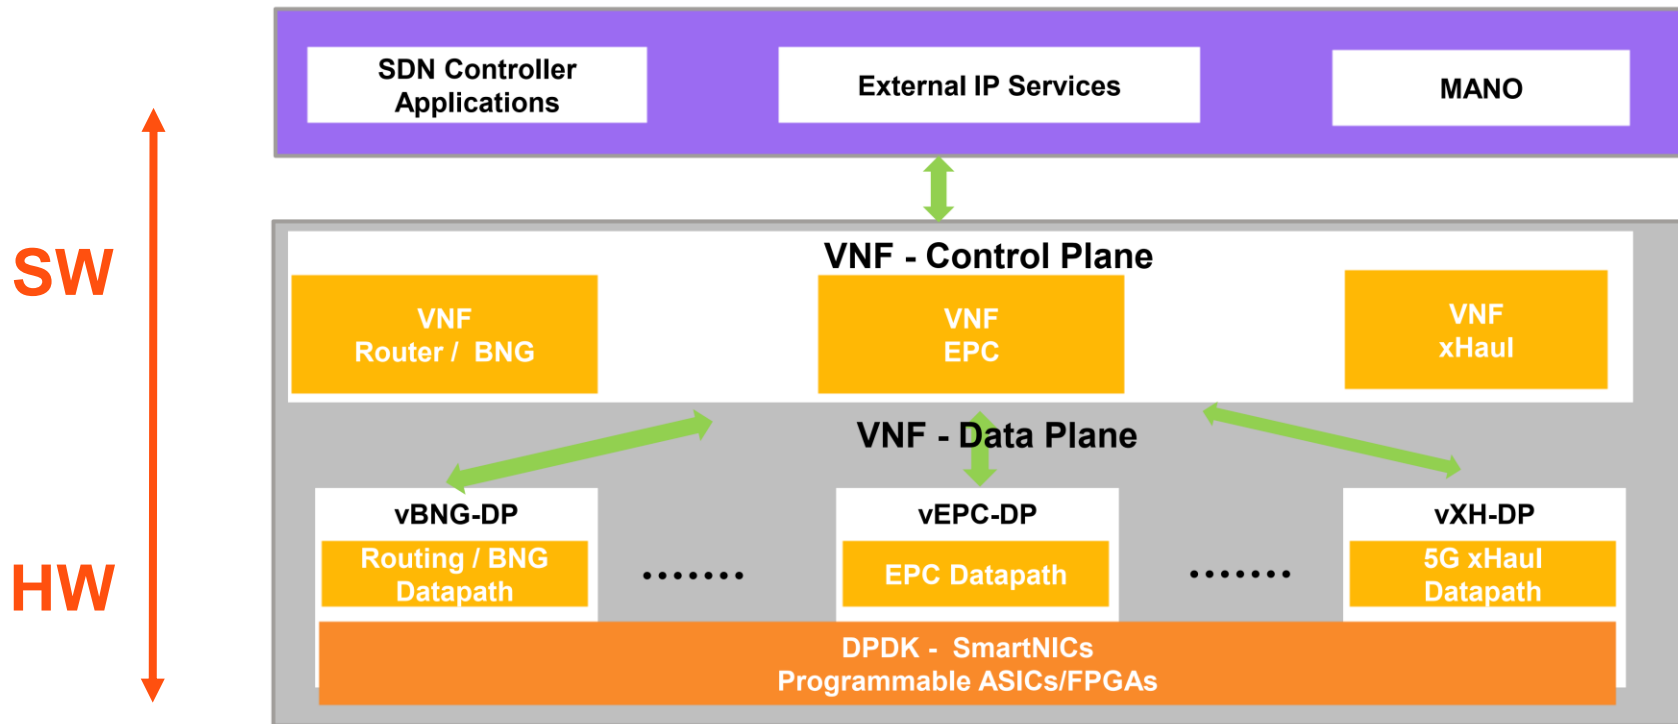 SDN Controller
Applications
External IP Services
MANO
SW
VNF - Control Plane
VNF
Router / BNG
VNF
EPC
VNF
xHaul
VNF - Data Plane
HW
vBNG-DP
Routing / BNG
Datapath
.......
vEPC-DP
EPC Datapath
.......
vXH-DP
5G xHaul
Datapath
DPDK - SmartNICs
Programmable ASICs/FPGAs